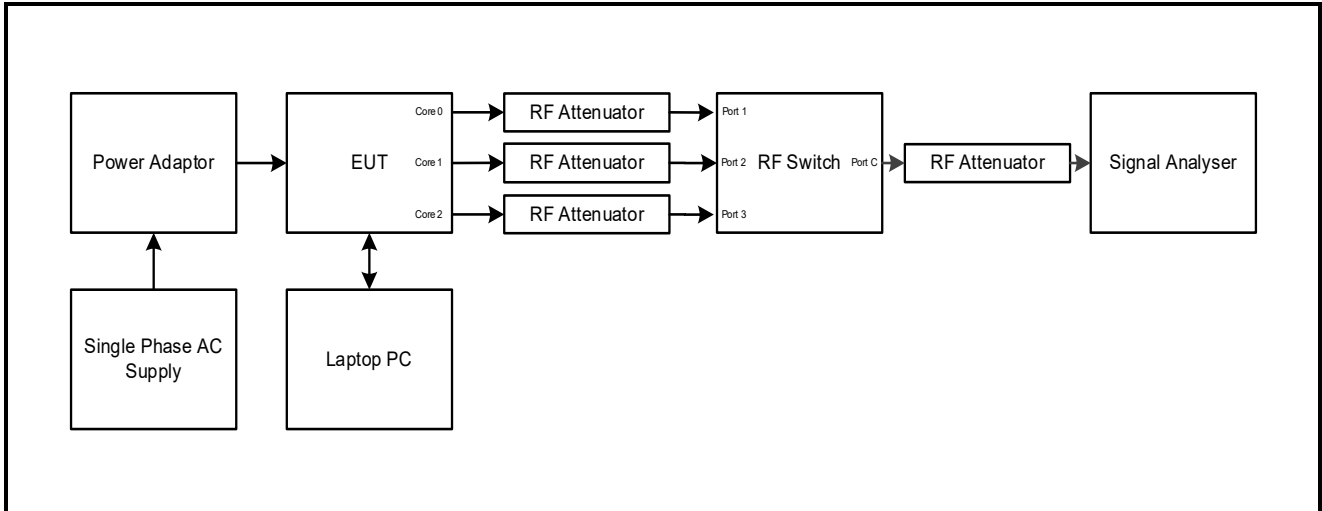 Power Adaptor
EUT
Core 0
Core 1
Core 2
RF Attenuator
RF Attenuator
RF Attenuator
Port 1
Port 2
Port 3
RF Switch
Port C
RF Attenuator
Signal Analyser
Single Phase AC
Supply
Laptop PC